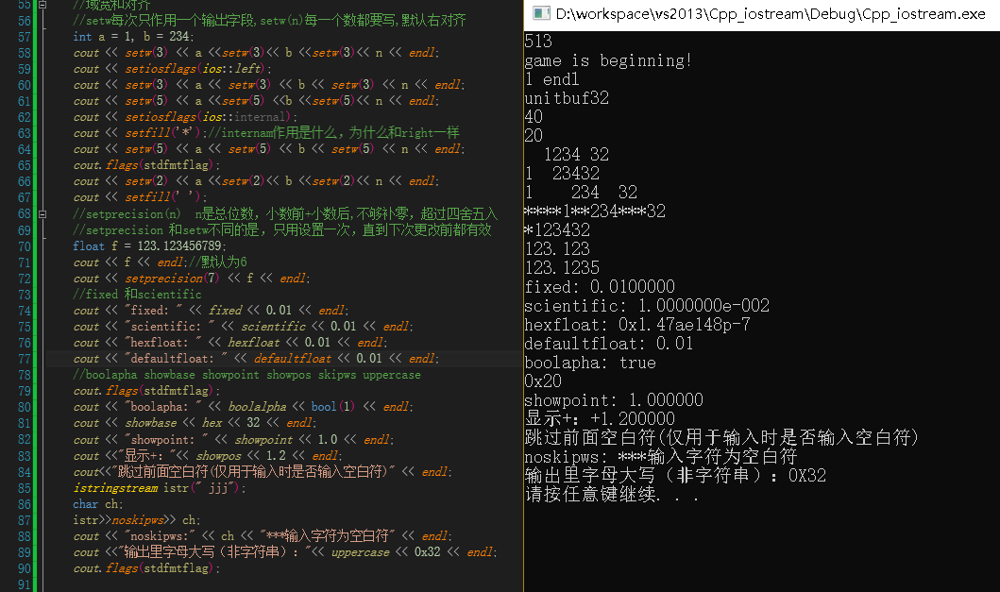 55 //域宽和对齐
56 //setw每次只作用一个输出字段,setw(n)每一个数都要写,默认右对齐
57 int a = 1, b = 234;
58 cout << setw(3) << a <<setw(3)<< b <<setw(3)<< n << endl;
59 cout << setiosflags(ios::left);
60 cout << setw(3) << a << setw(3) << b << setw(3) << n << endl;
61 cout << setw(5) << a <<setw(5) <<b <<setw(5)<< n << endl;
62 cout << setiosflags(ios::internal);
63 cout << setfill('*');//internam作用是什么，为什么和right一样
64 cout << setw(5) << a << setw(5) << b << setw(5) << n << endl;
65 cout.flags(stdfmtflag);
66 cout << setw(2) << a << setw(2)<< b <<setw(2)<< n << endl;
67 cout << setfill(' ');
68 //setprecision(n)  n是总位数，小数前+小数后,不够补零，超过四舍五入
69 //setprecision 和setw不同的是，只用设置一次，直到下次更改前都有效
70 float f = 123.123456789;
71 cout << f << endl;//默认为6
72 cout << setprecision(7) << f << endl;
73 //fixed 和scientific
74 cout << "fixed: " << fixed << 0.01 << endl;
75 cout << "scientific: " << scientific << 0.01 << endl;
76 cout << "hexfloat: " << hexfloat << 0.01 << endl;
77 cout << "defaultfloat: " << defaultfloat << 0.01 << endl;
78 //boolapha showbase showpoint showpos skipws uppercase
79 cout.flags(stdfmtflag);
80 cout << "boolapha: " << boolalpha << bool(1) << endl;
81 cout << showbase << hex << 32 << endl;
82 cout << "showpoint: " << showpoint << 1.0 << endl;
83 cout <<"显示+: "<< showpos << 1.2 << endl;
84 cout<<"跳过前面空白符(仅用于输入时是否输入空白符)" << endl;
85 istringstream istr(" jjj");
86 char ch;
87 istr>>noskipws>> ch;
88 cout << "noskipws:" << ch << "***输入字符为空白符" << endl;
89 cout <<"输出里字母大写（非字符串）: "<< uppercase << 0x32 << endl;
90 cout.flags(stdfmtflag);
91
D:\workspace\vs2013\Cpp_iostream\Debug\Cpp_iostream.exe
513
game is beginning!
1 endl
unitbuf32
40
20
  1234 32
1  23432
1    234  32
****1**234***32
*123432
123.123
123.1235
fixed: 0.0100000
scientific: 1.0000000e-002
hexfloat: 0x1.47ae148p-7
defaultfloat: 0.01
boolapha: true
0x20
showpoint: 1.000000
显示+: +1.200000
跳过前面空白符(仅用于输入时是否输入空白符)
noskipws: ***输入字符为空白符
输出里字母大写（非字符串）: 0X32
请按任意键继续. . .